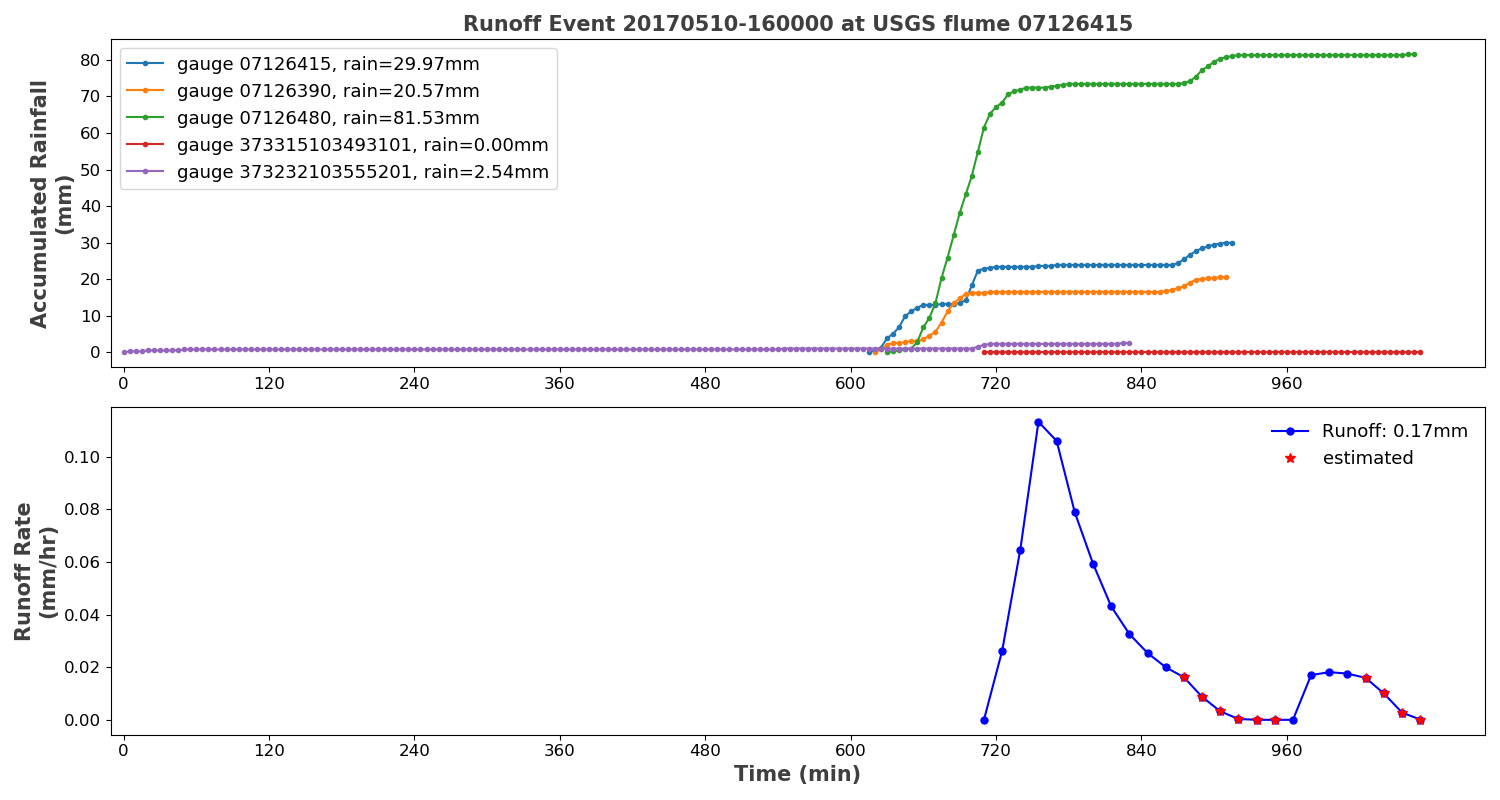 Runoff Event 20170510-160000 at USGS flume 07126415
Accumulated Rainfall
(mm)
80
70
60
50
40
30
20
10
0
gauge 07126415, rain=29.97mm
gauge 07126390, rain=20.57mm
gauge 07126480, rain=81.53mm
gauge 373315103493101, rain=0.00mm
gauge 373232103555201, rain=2.54mm
0 120 240 360 480 600 720 840 960
Runoff Rate
(mm/hr)
0.10
0.08
0.06
0.04
0.02
0.00
Runoff: 0.17mm
estimated
0 120 240 360 480 600 720 840 960
Time (min)